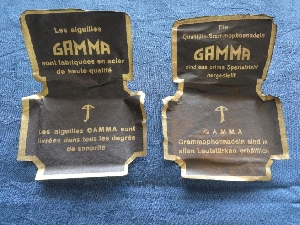 Les aiguilles
GAMMA
sont fabriquées en acier
de haute qualité
Les aiguilles GAMMA sont
livrées dans tous les degrés
de sonorité
Die
Qualitäts-Grammophonnadeln
GAMMA
sind aus prima Spezialstahl
hergestellt
GAMMA
Grammophonnadeln sind in
allen Lautstärken erhältlich